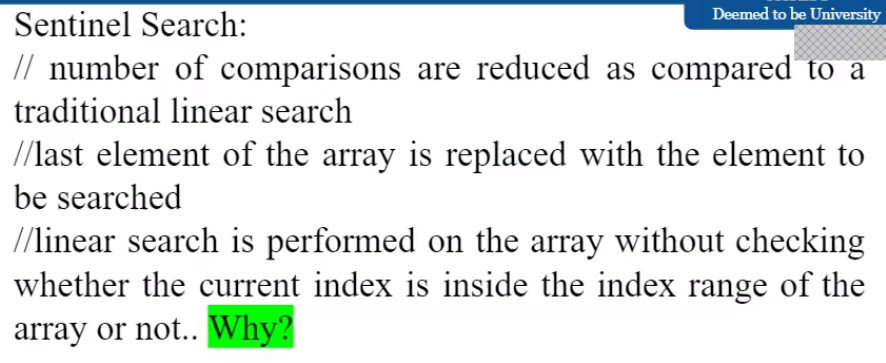 Deemed to be University
Sentinel Search:
// number of comparisons are reduced as compared to a
traditional linear search
//last element of the array is replaced with the element to
be searched
//linear search is performed on the array without checking
whether the current index is inside the index range of the
array or not.. Why?